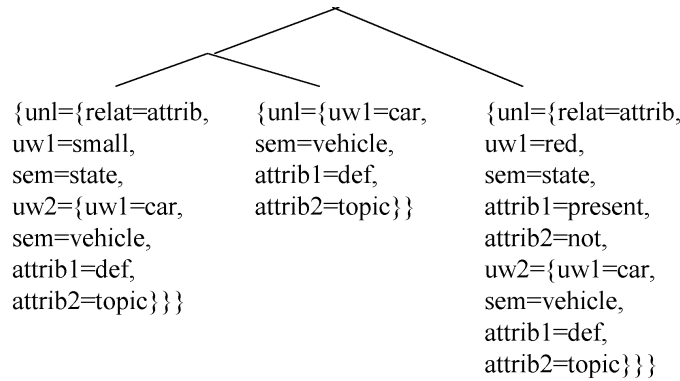 {unl={relat=attrib,
uw1=small,
sem=state,
uw2={uw1=car,
sem=vehicle,
attrib1=def,
attrib2=topic}}}
{unl={uw1=car,
sem=vehicle,
attrib1=def,
attrib2=topic}}
{unl={relat=attrib,
uw1=red,
sem=state,
attrib1=present,
attrib2=not,
uw2={uw1=car,
sem=vehicle,
attrib1=def,
attrib2=topic}}}